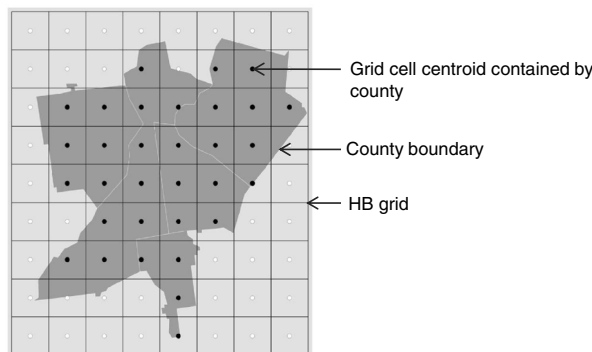 Grid cell centroid contained by
county
County boundary
HB grid